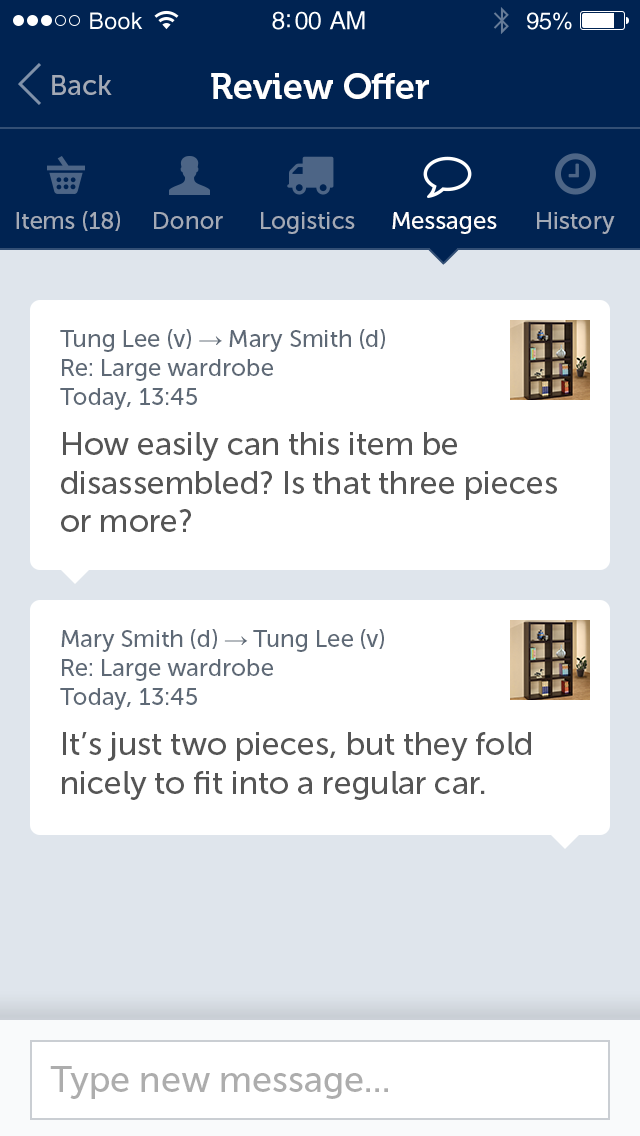 Book 8:00 AM 95%
Back Review Offer
Items (18) Donor Logistics Messages History
Tung Lee (v) → Mary Smith (d)
Re: Large wardrobe
Today, 13:45
How easily can this item be
disassembled? Is that three pieces
or more?
Mary Smith (d) → Tung Lee (v)
Re: Large wardrobe
Today, 13:45
It’s just two pieces, but they fold
nicely to fit into a regular car.
Type new message...